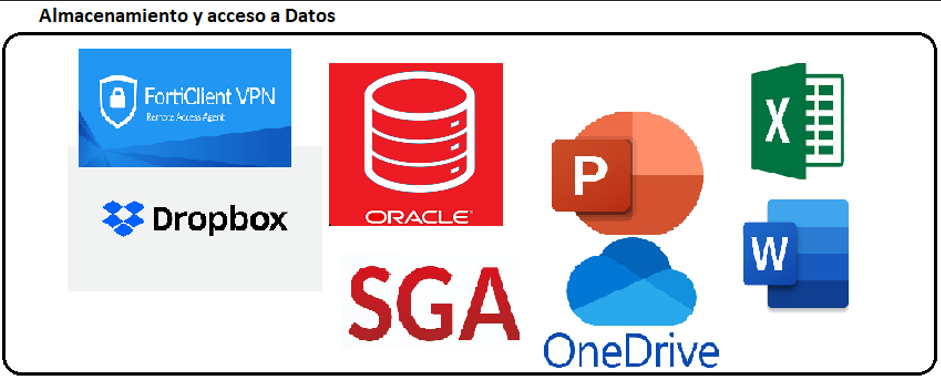 Almacenamiento y acceso a Datos
FortiClient VPN
Remote Access Agent
Dropbox
ORACLE
SGA
P
OneDrive
X
W